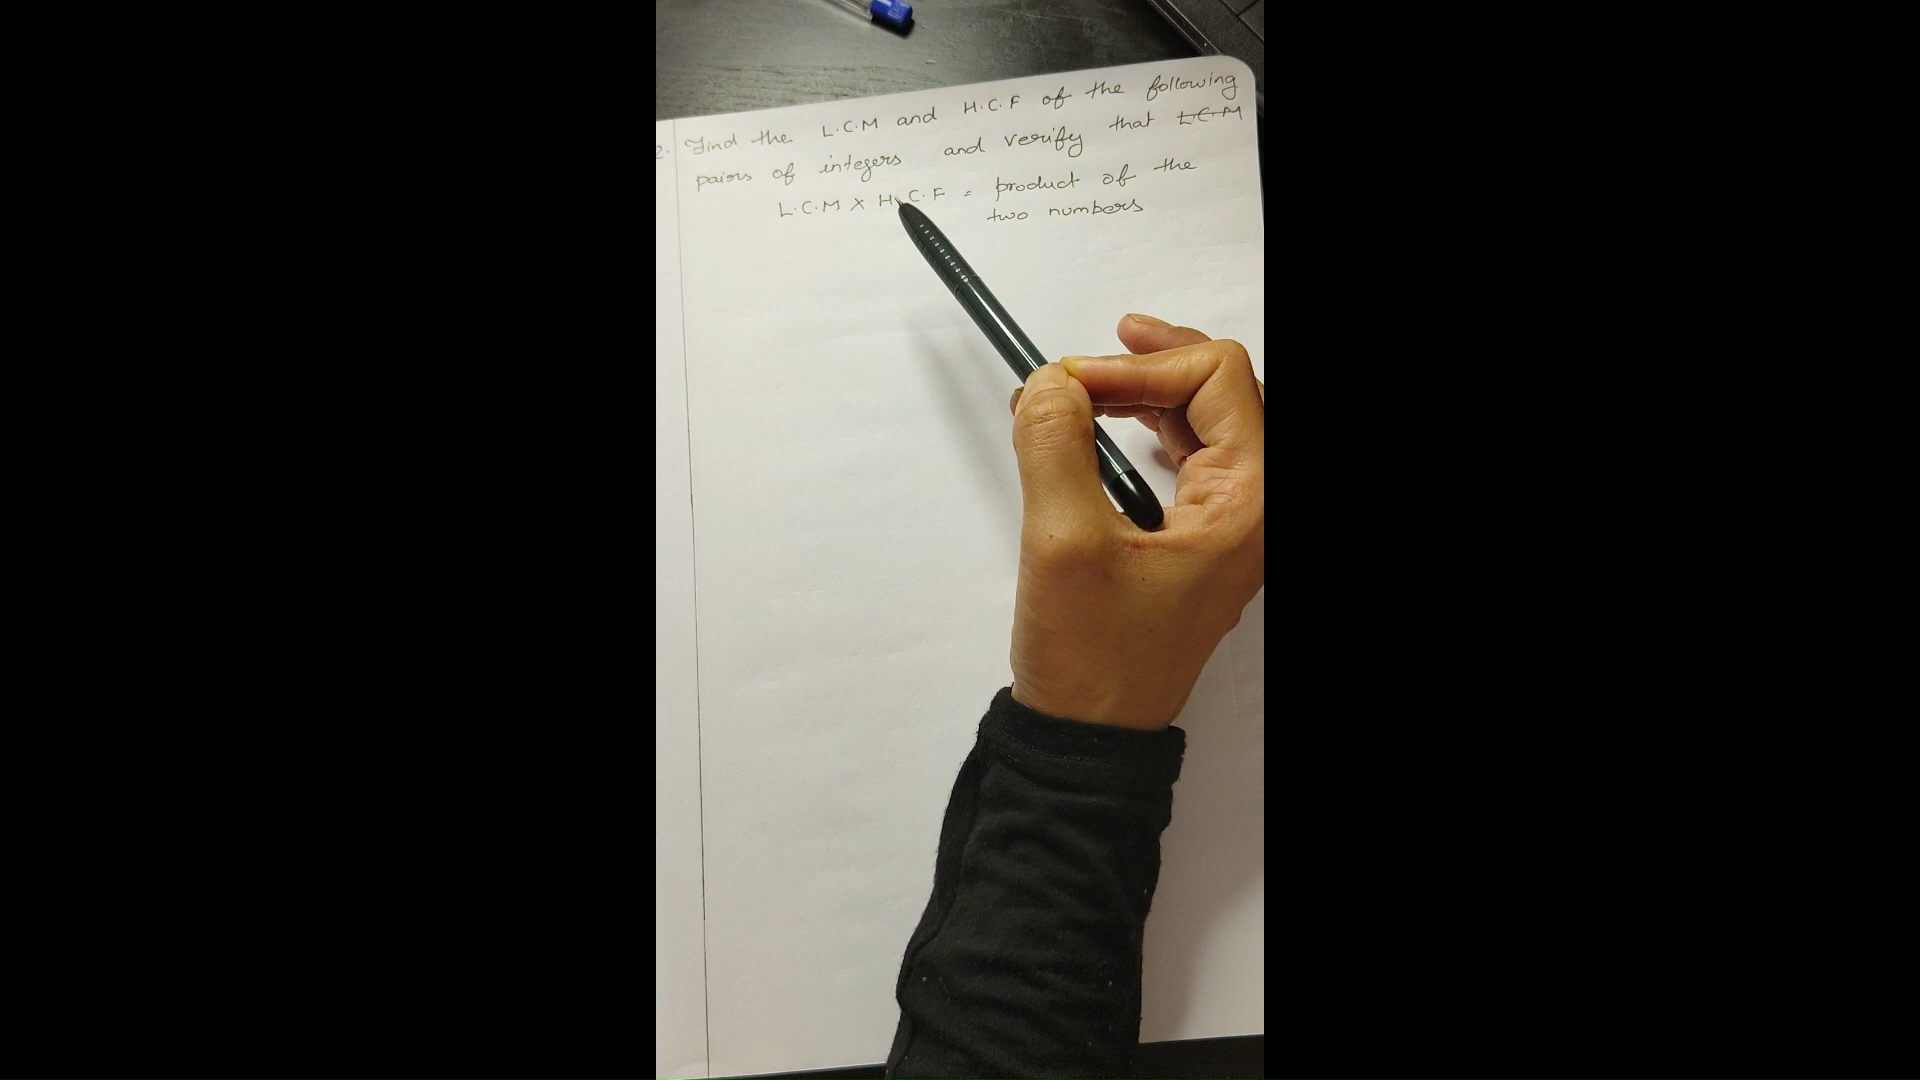 2. Find the L.C.M and H.C.F of the following
pairs of integers and verify that L.C.M
L.C.M X H.C.F = product of the
two numbers